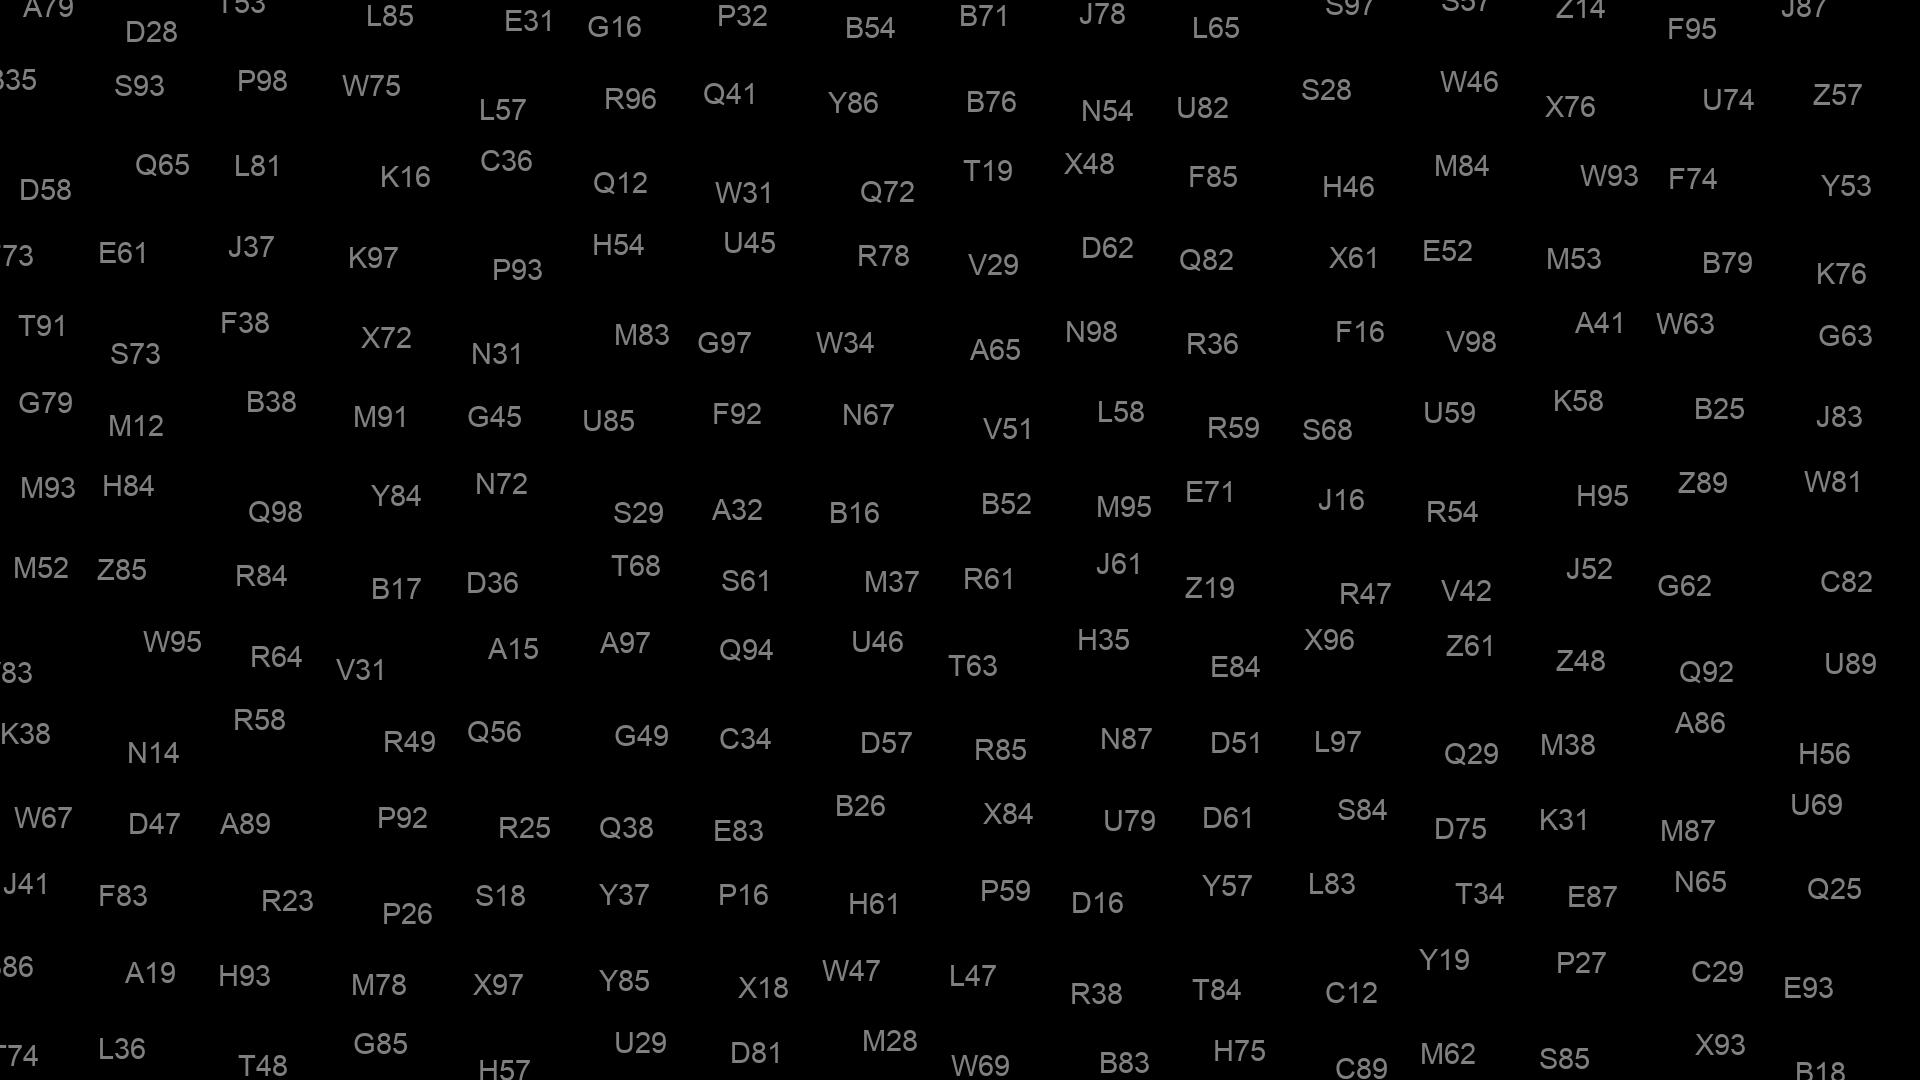 A79 D28 T53 L85 E31 G16 P32 B54 B71 J78 L65 S97 S57 Z14 F95 J87
S93 P98 W75 L57 R96 Q41 Y86 B76 N54 U82 S28 W46 X76 U74 Z57
D58 Q65 L81 K16 C36 Q12 W31 Q72 T19 X48 F85 H46 M84 W93 F74 Y53
73 E61 J37 K97 P93 H54 U45 R78 V29 D62 Q82 X61 E52 M53 B79 K76
T91 S73 F38 X72 N31 M83 G97 W34 A65 N98 R36 F16 V98 A41 W63 G63
G79 M12 B38 M91 G45 U85 F92 N67 V51 L58 R59 S68 U59 K58 B25 J83
M93 H84 Q98 Y84 N72 S29 A32 B16 B52 M95 E71 J16 R54 H95 Z89 W81
M52 Z85 R84 B17 D36 T68 S61 M37 R61 J61 Z19 R47 V42 J52 G62 C82
83 W95 R64 V31 A15 A97 Q94 U46 T63 H35 E84 X96 Z61 Z48 Q92 U89
K38 N14 R58 R49 Q56 G49 C34 D57 R85 N87 D51 L97 Q29 M38 A86 H56
W67 D47 A89 P92 R25 Q38 E83 B26 X84 U79 D61 S84 D75 K31 M87 U69
J41 F83 R23 P26 S18 Y37 P16 H61 P59 D16 Y57 L83 T34 E87 N65 Q25
86 A19 H93 M78 X97 Y85 X18 W47 L47 R38 T84 C12 Y19 P27 C29 E93
T74 L36 T48 G85 H57 U29 D81 M28 W69 B83 H75 C89 M62 S85 X93 B18